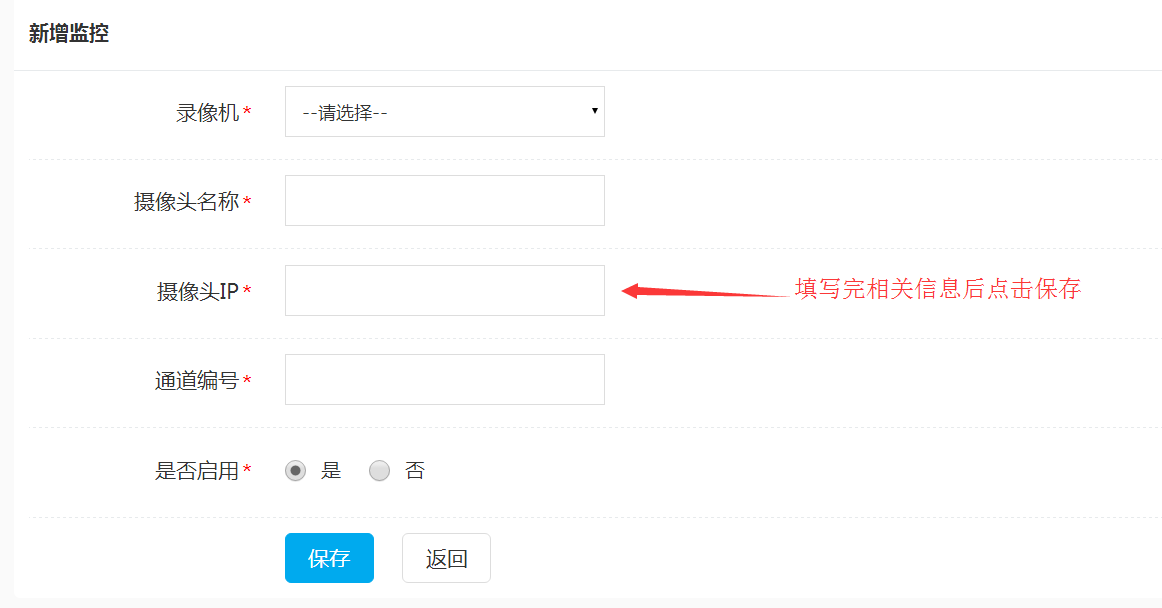 新增监控
录像机*
--请选择--
摄像头名称*
摄像头IP*
填写完相关信息后点击保存
通道编号*
是否启用*
是 否
保存 返回